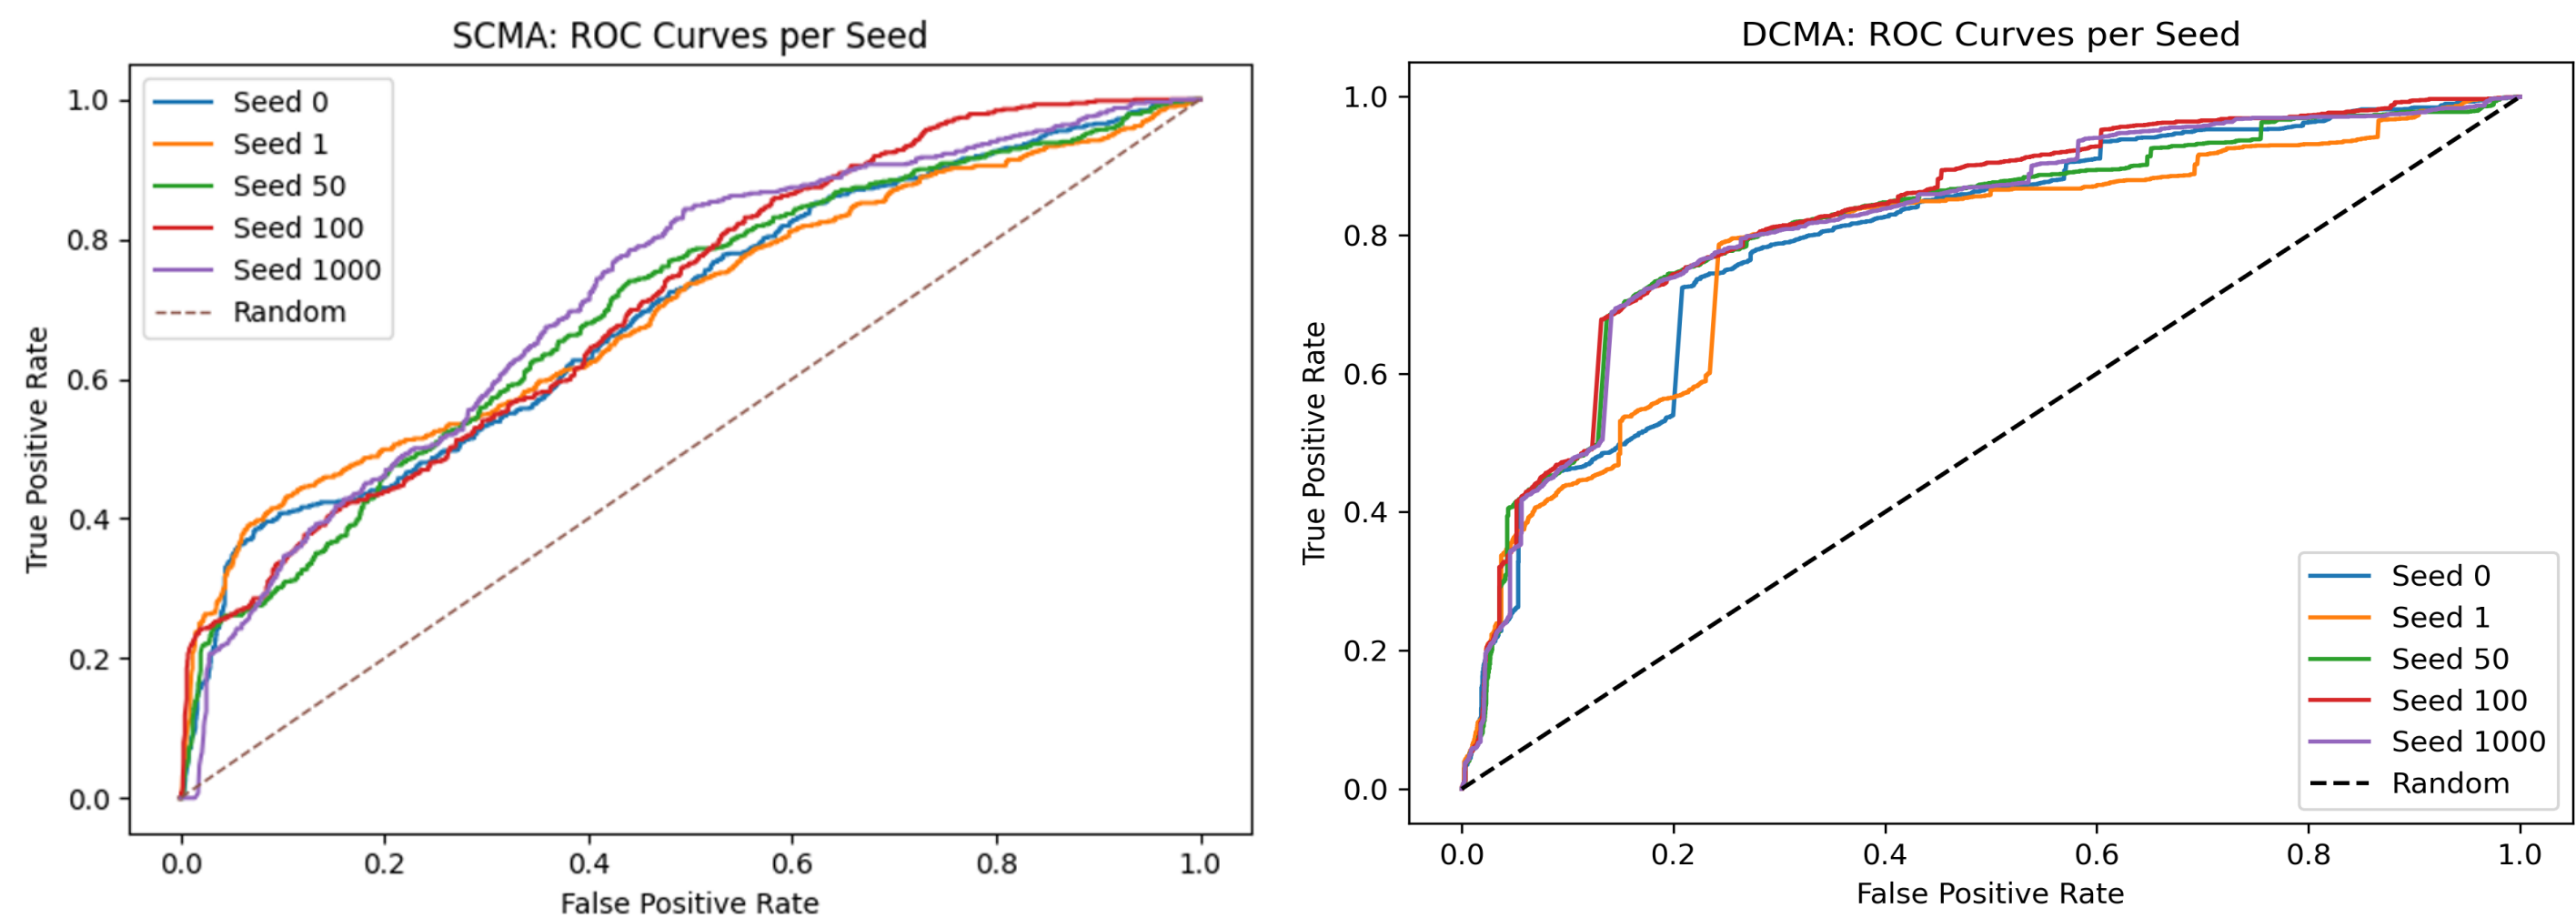 SCMA: ROC Curves per Seed
Seed 0
Seed 1
Seed 50
Seed 100
Seed 1000
Random
True Positive Rate
1.0
0.8
0.6
0.4
0.2
0.0
0.0 0.2 0.4 0.6 0.8 1.0
False Positive Rate
DCMA: ROC Curves per Seed
True Positive Rate
1.0
0.8
0.6
0.4
0.2
0.0
Seed 0
Seed 1
Seed 50
Seed 100
Seed 1000
Random
0.0 0.2 0.4 0.6 0.8 1.0
False Positive Rate